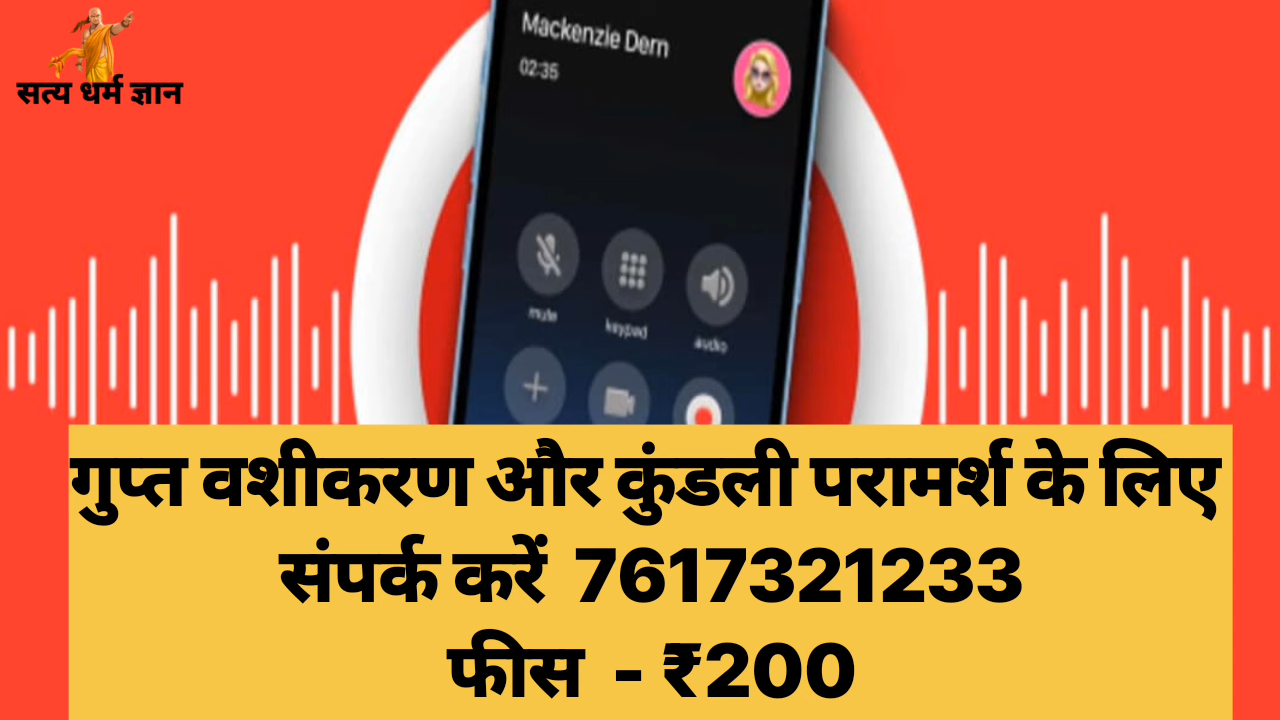 सत्य धर्म ज्ञान
Mackenzie Dern
02:35
mute
keypad
audio
गुप्त वशीकरण और कुंडली परामर्श के लिए
संपर्क करें 7617321233
फीस - ₹200